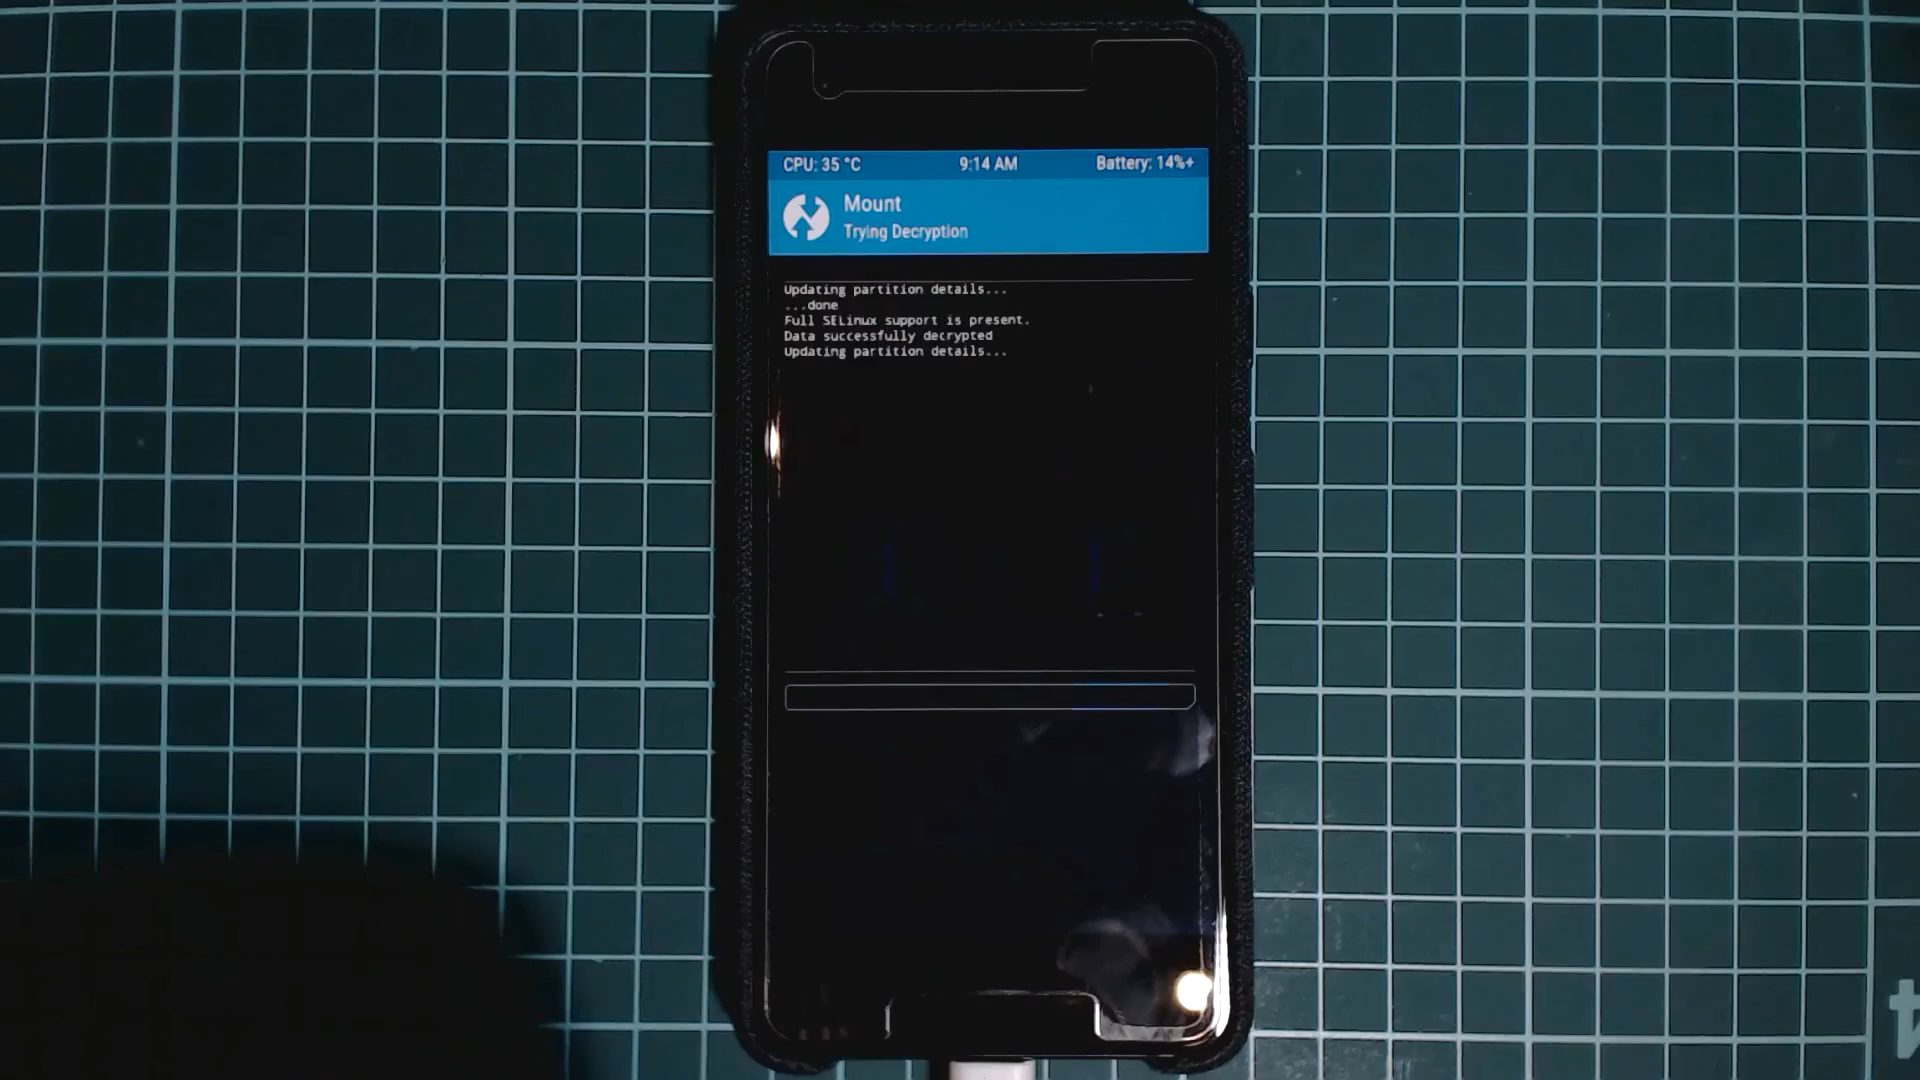 CPU: 35 °C 9:14 AM Battery: 14%+
Mount
Trying Decryption
Updating partition details...
...done
Full SELinux support is present.
Data successfully decrypted
Updating partition details...
4